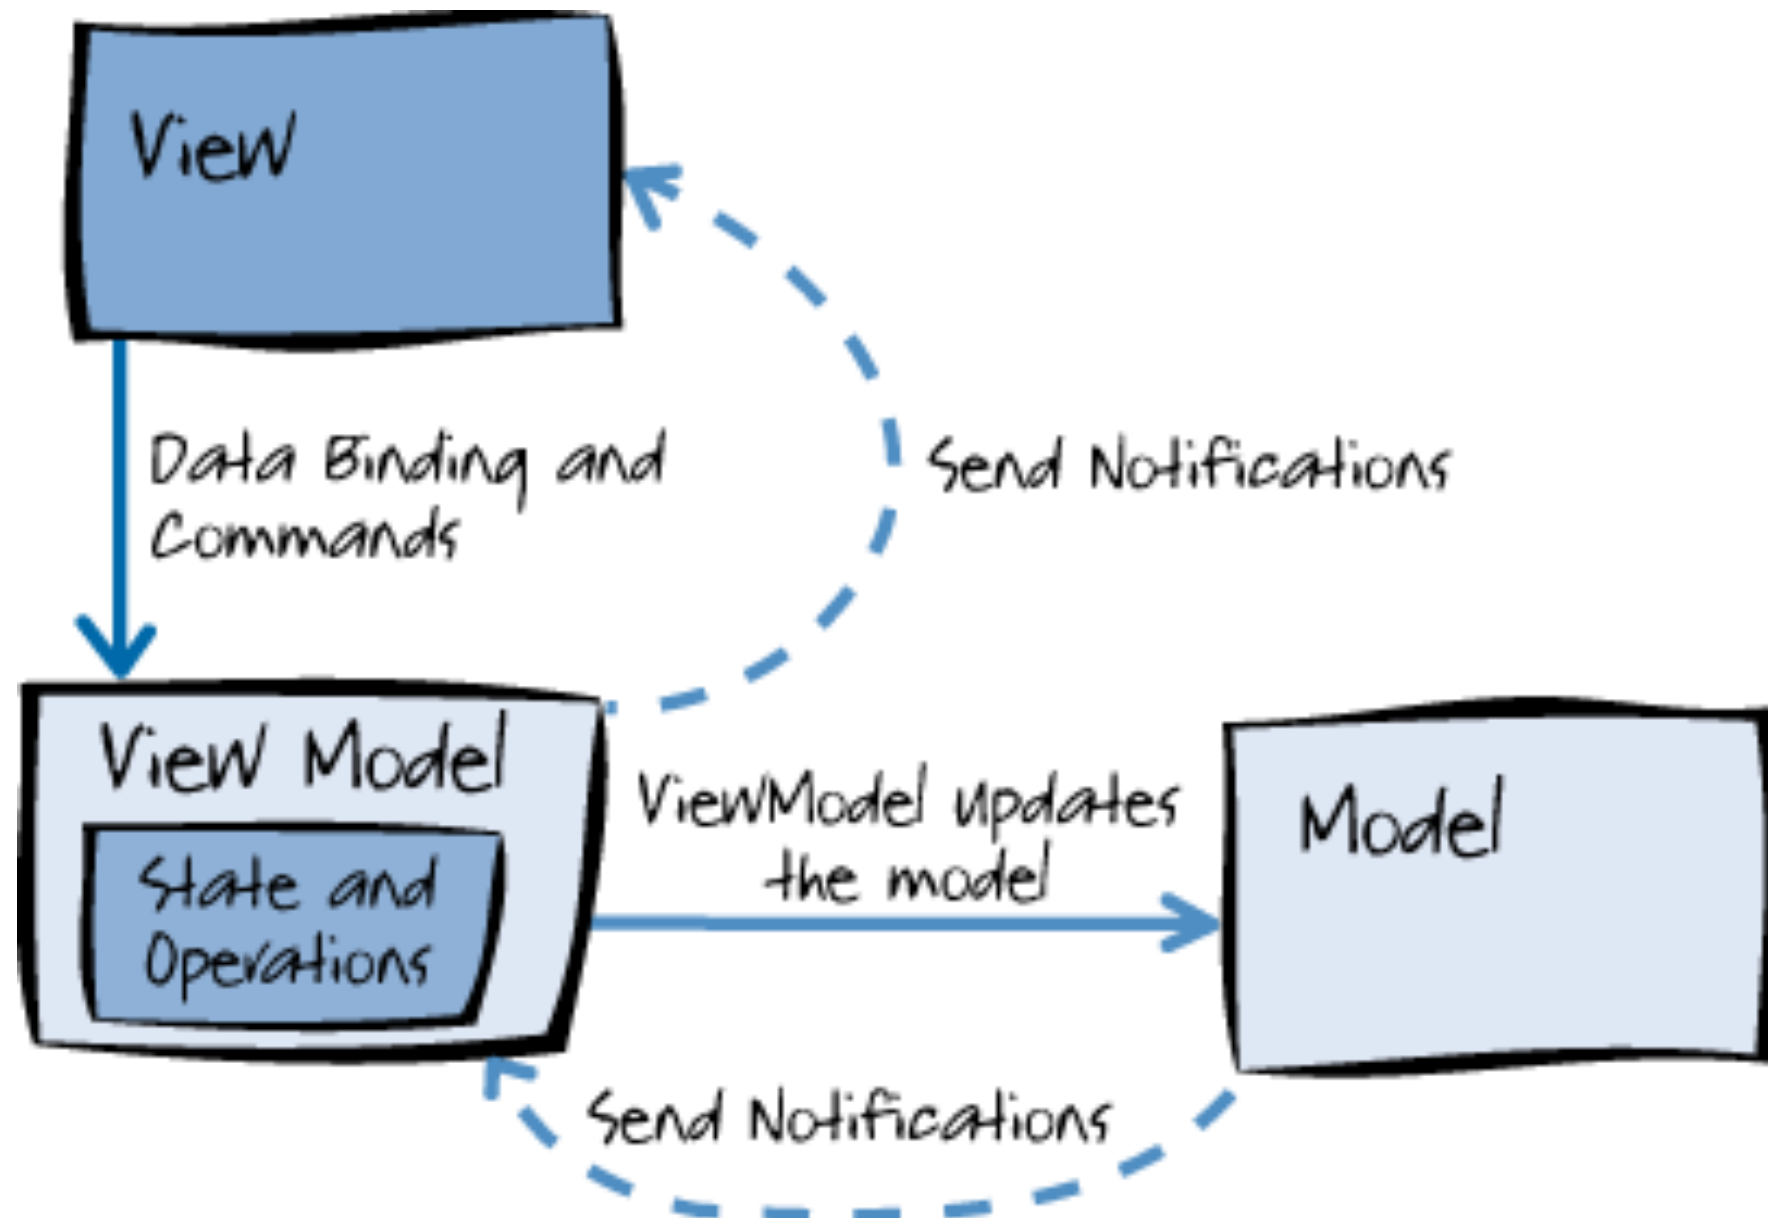 View
Data Binding and
Commands
Send Notifications
View Model
State and
Operations
ViewModel updates
the model
Model
Send Notifications